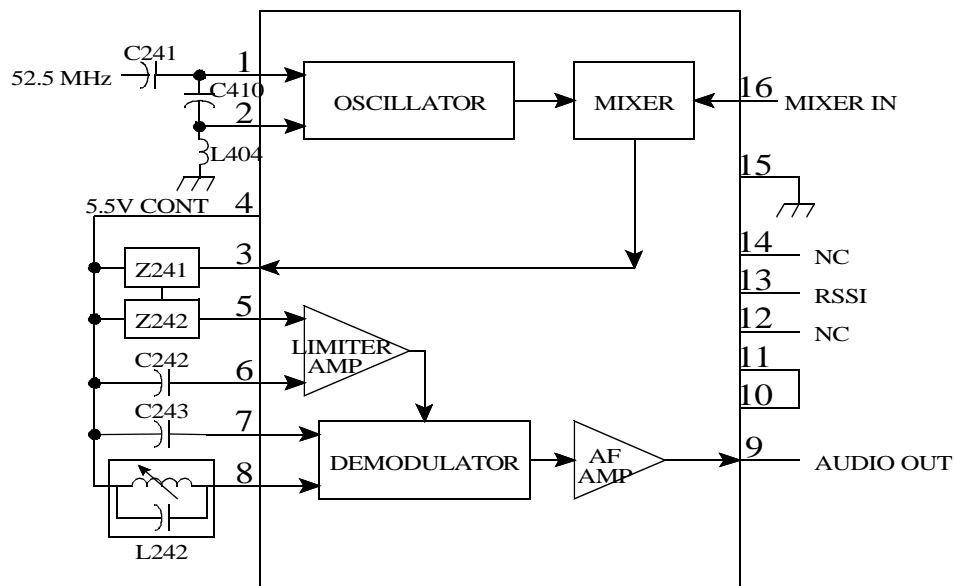 C241
52.5 MHz
1
C410
2
L404
OSCILLATOR
MIXER
16
MIXER IN
15
5.5V CONT
4
Z241
3
14
NC
13
RSSI
Z242
5
12
NC
LIMITER
AMP
C242
6
11
10
C243
7
DEMODULATOR
AF
AMP
9
AUDIO OUT
8
L242